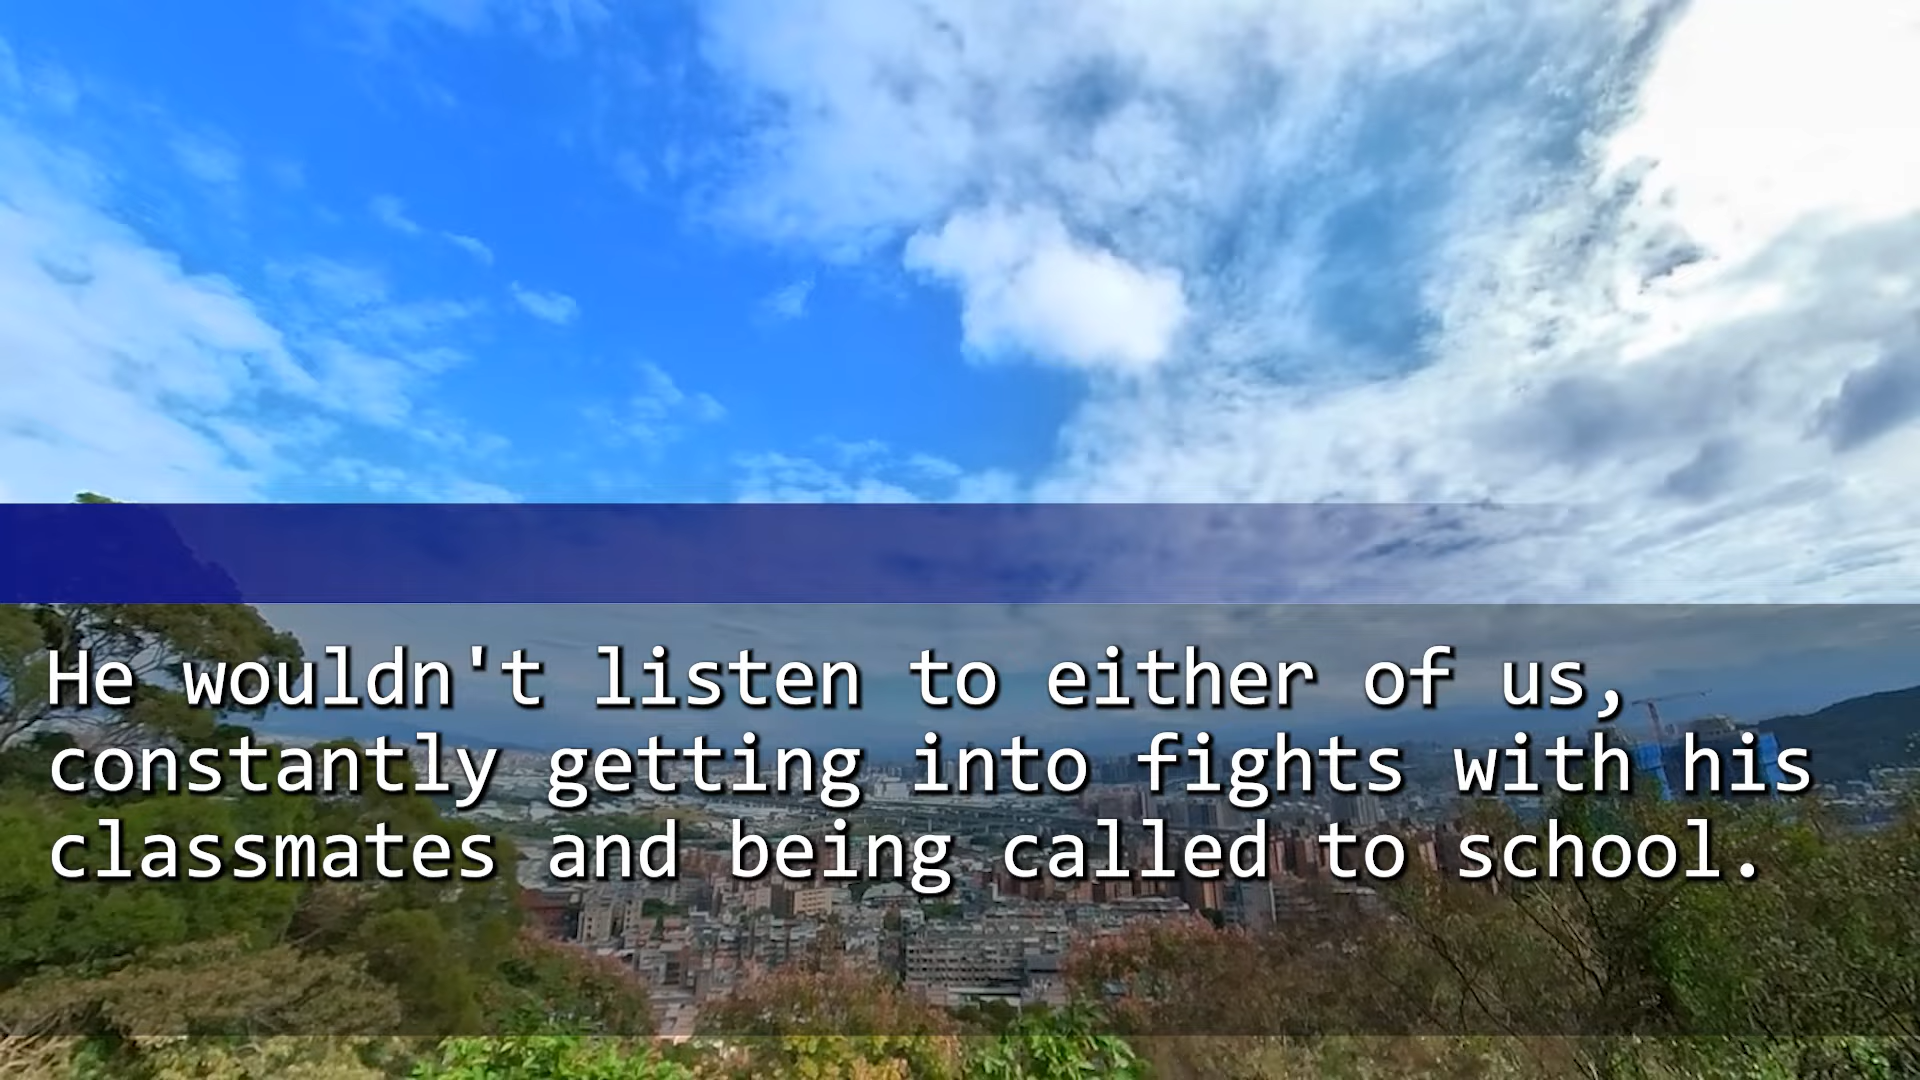 He wouldn't listen to either of us,
constantly getting into fights with his
classmates and being called to school.